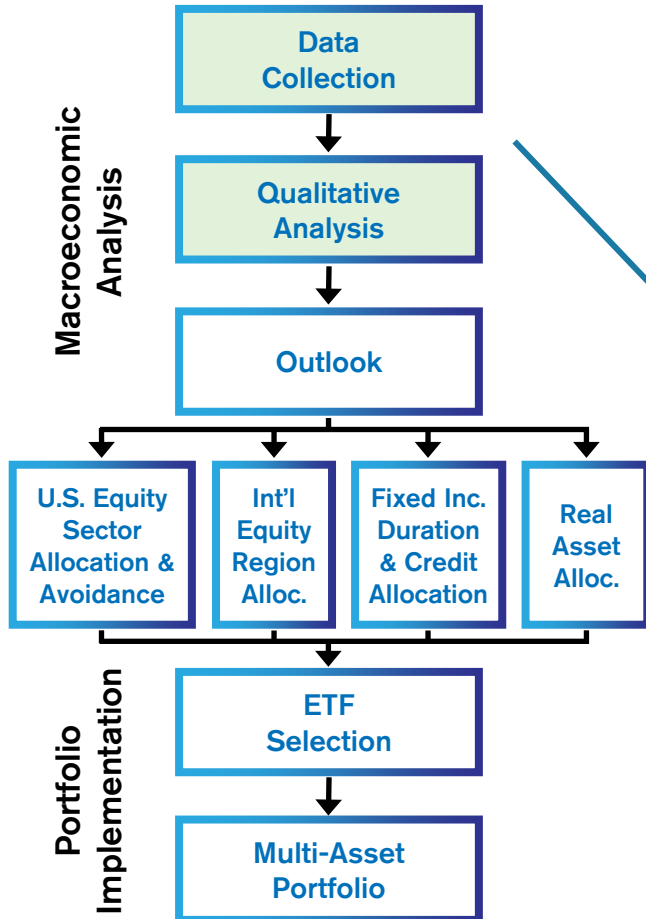 Data
Collection
Macroeconomic
Analysis
Qualitative
Analysis
Outlook
U.S. Equity
Sector
Allocation &
Avoidance
Int'l
Equity
Region
Alloc.
Fixed Inc.
Duration
& Credit
Allocation
Real
Asset
Alloc.
Portfolio
Implementation
ETF
Selection
Multi-Asset
Portfolio